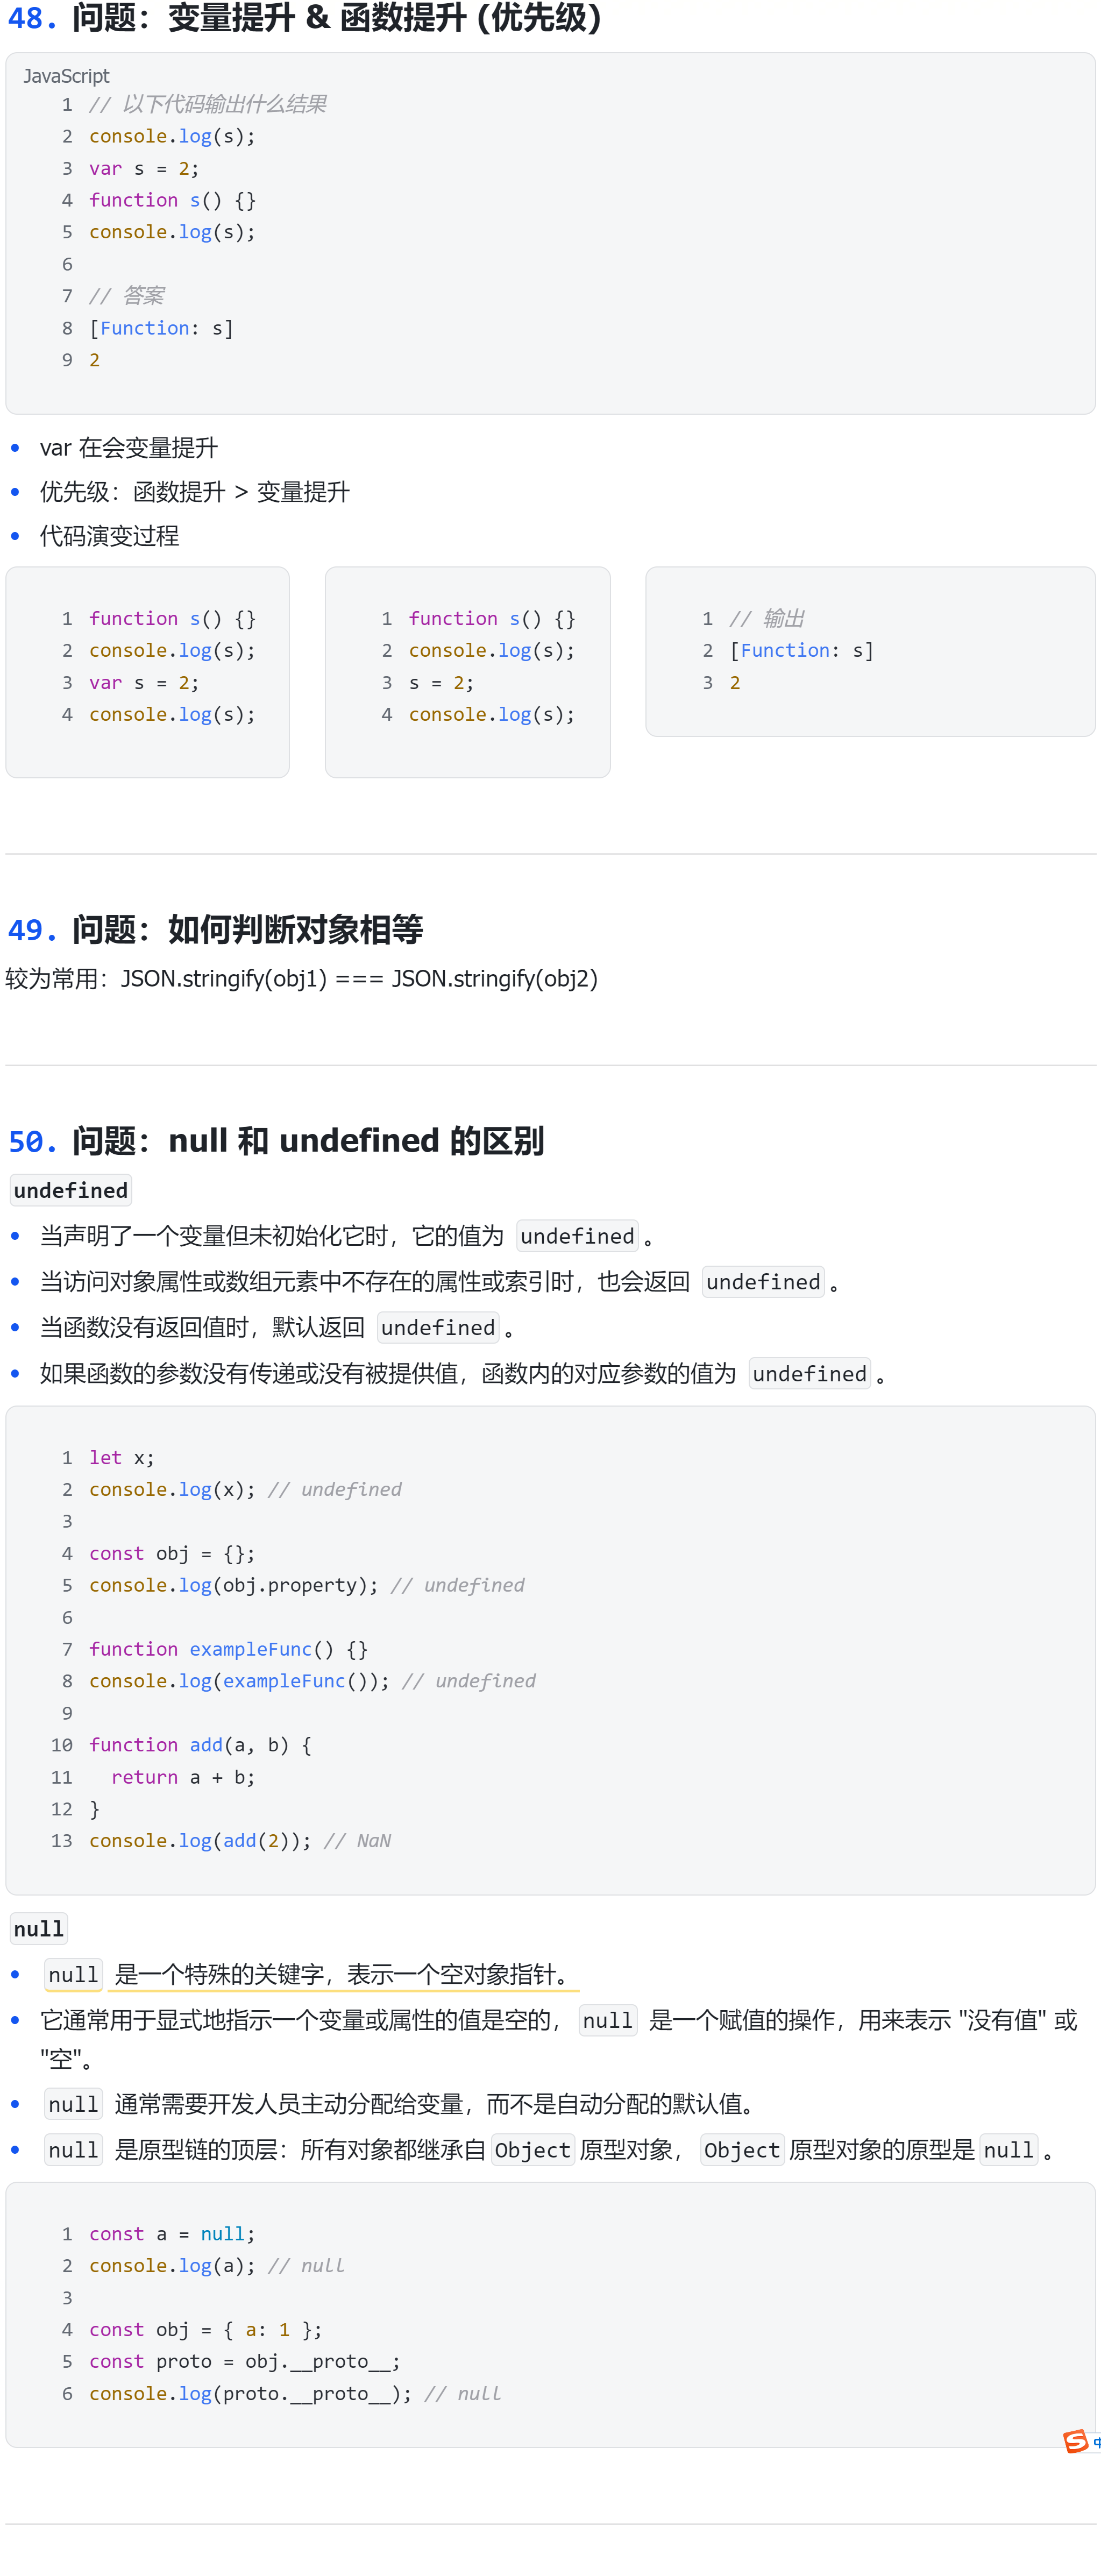 48. 问题：变量提升 & 函数提升 (优先级)
JavaScript
1 // 以下代码输出什么结果
2 console.log(s);
3 var s = 2;
4 function s() {}
5 console.log(s);
6
7 // 答案
8 [Function: s]
9 2
• var 在会变量提升
• 优先级：函数提升 > 变量提升
• 代码演变过程
1 function s() {}
2 console.log(s);
3 var s = 2;
4 console.log(s);
1 function s() {}
2 console.log(s);
3 s = 2;
4 console.log(s);
1 // 输出
2 [Function: s]
3 2
49. 问题：如何判断对象相等
较为常用：JSON.stringify(obj1) === JSON.stringify(obj2)
50. 问题：null 和 undefined 的区别
undefined
• 当声明了一个变量但未初始化它时，它的值为 undefined 。
• 当访问对象属性或数组元素中不存在的属性或索引时，也会返回 undefined 。
• 当函数没有返回值时，默认返回 undefined 。
• 如果函数的参数没有传递或没有被提供值，函数内的对应参数的值为 undefined 。
1 let x;
2 console.log(x); // undefined
3
4 const obj = {};
5 console.log(obj.property); // undefined
6
7 function exampleFunc() {}
8 console.log(exampleFunc()); // undefined
9
10 function add(a, b) {
11   return a + b;
12 }
13 console.log(add(2)); // NaN
null
• null 是一个特殊的关键字，表示一个空对象指针。
• 它通常用于显式地指示一个变量或属性的值是空的， null 是一个赋值的操作，用来表示 "没有值" 或
"空"。
• null 通常需要开发人员主动分配给变量，而不是自动分配的默认值。
• null 是原型链的顶层：所有对象都继承自 Object 原型对象， Object 原型对象的原型是 null 。
1 const a = null;
2 console.log(a); // null
3
4 const obj = { a: 1 };
5 const proto = obj.__proto__;
6 console.log(proto.__proto__); // null
S